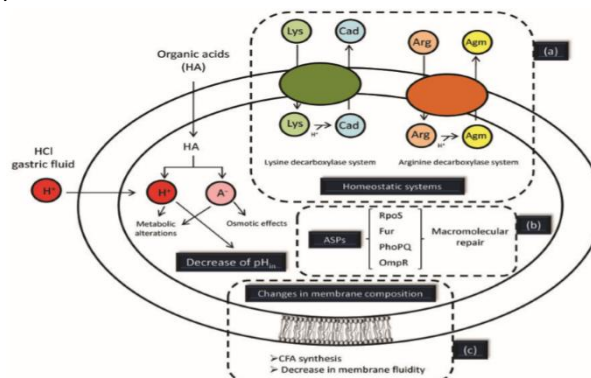 Organic acids
(HA)
HCl
gastric fluid
H⁺
HA
H⁺
A⁻
Metabolic
alterations
Osmotic effects
Decrease of pHin
Lys
Cad
Arg
Agm
(a)
Lys
H⁺
Cad
Arg
H⁺
Agm
Lysine decarboxylase system
Arginine decarboxylase system
Homeostatic systems
ASPs
RpoS
Fur
PhoPQ
OmpR
Macromolecular
repair
(b)
Changes in membrane composition
➢CFA synthesis
➢ Decrease in membrane fluidity
(c)